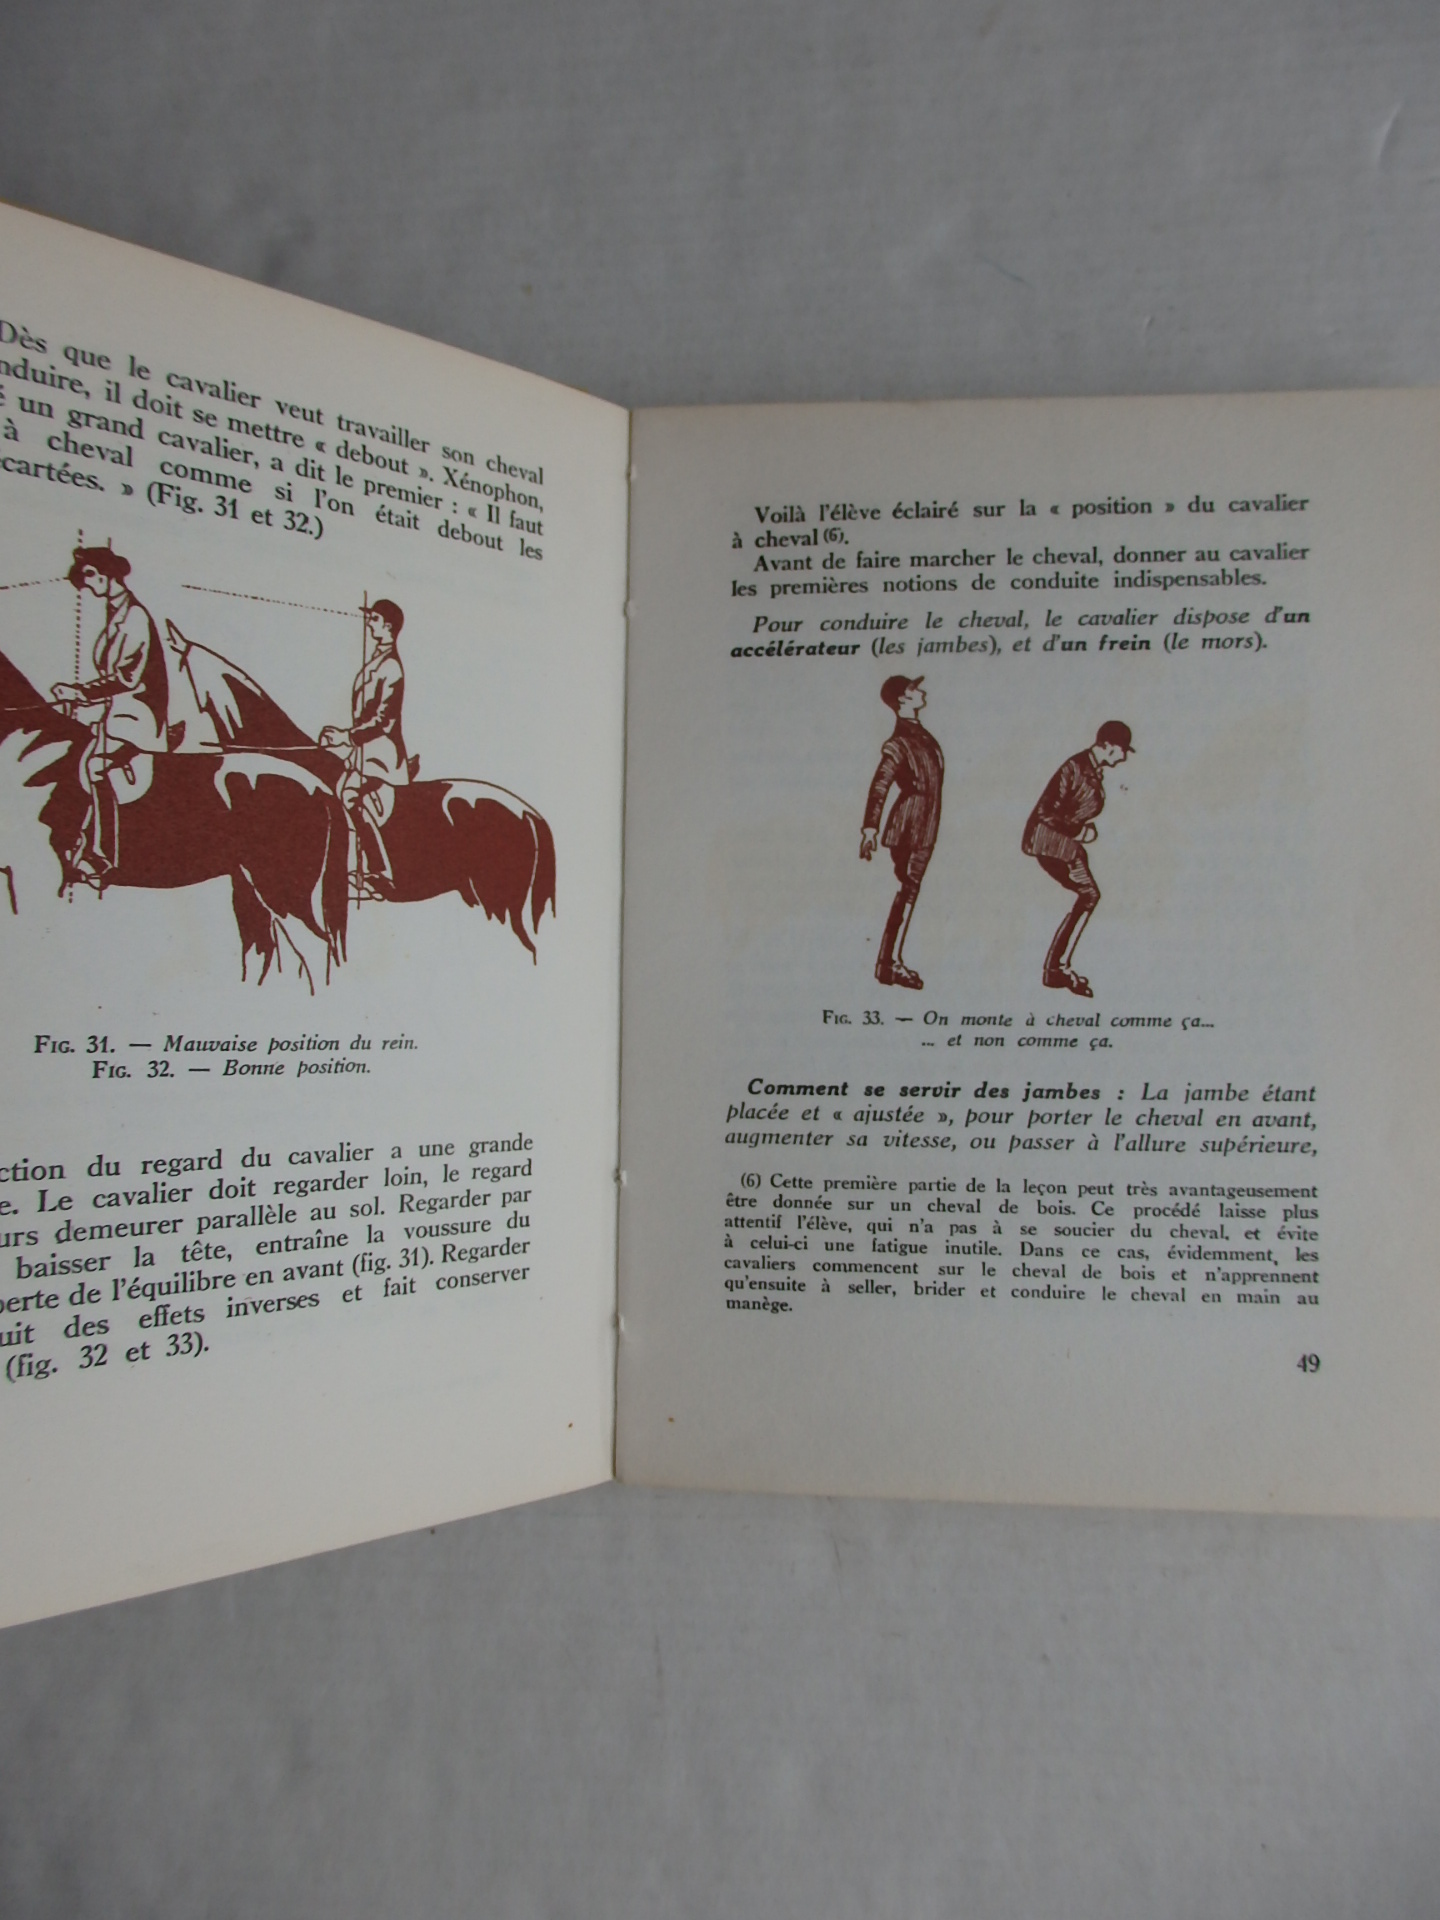 Dès que le cavalier veut travailler son cheval
nduire, il doit se mettre « debout ». Xénophon,
é un grand cavalier, a dit le premier : « Il faut
à cheval comme si l'on était debout les
cartées. » (Fig. 31 et 32.)
FIG. 31. — Mauvaise position du rein.
FIG. 32. — Bonne position.
ction du regard du cavalier a une grande
e. Le cavalier doit regarder loin, le regard
urs demeurer parallèle au sol. Regarder par
baisser la tête, entraîne la voussure du
perte de l'équilibre en avant (fig. 31). Regarder
uit des effets inverses et fait conserver
(fig. 32 et 33).
Voilà l'élève éclairé sur la « position » du cavalier
à cheval (6).
Avant de faire marcher le cheval, donner au cavalier
les premières notions de conduite indispensables.
Pour conduire le cheval, le cavalier dispose d'un
accélérateur (les jambes), et d'un frein (le mors).
FIG. 33. — On monte à cheval comme ça...
... et non comme ça.
Comment se servir des jambes : La jambe étant
placée et « ajustée », pour porter le cheval en avant,
augmenter sa vitesse, ou passer à l'allure supérieure,
(6) Cette première partie de la leçon peut très avantageusement
être donnée sur un cheval de bois. Ce procédé laisse plus
attentif l'élève, qui n'a pas à se soucier du cheval, et évite
à celui-ci une fatigue inutile. Dans ce cas, évidemment, les
cavaliers commencent sur le cheval de bois et n'apprennent
qu'ensuite à seller, brider et conduire le cheval en main au
manège.
49